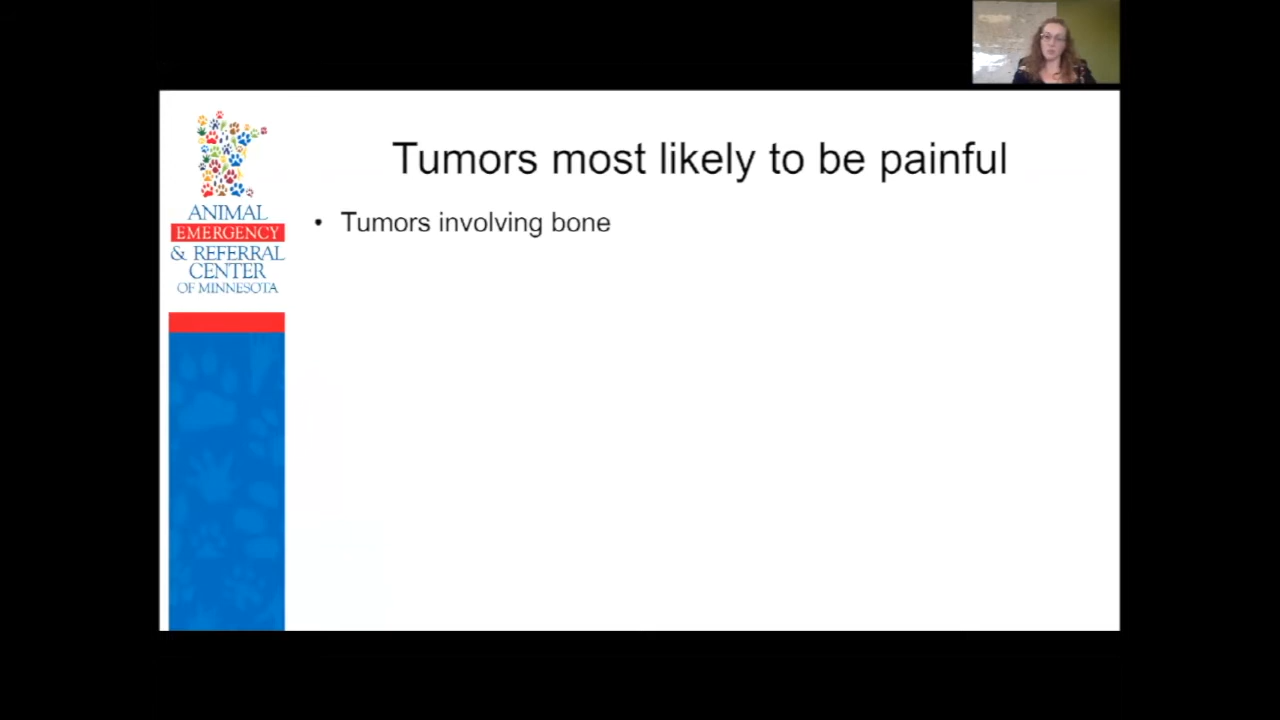 Tumors most likely to be painful
ANIMAL
EMERGENCY
& REFERRAL
CENTER
OF MINNESOTA
• Tumors involving bone